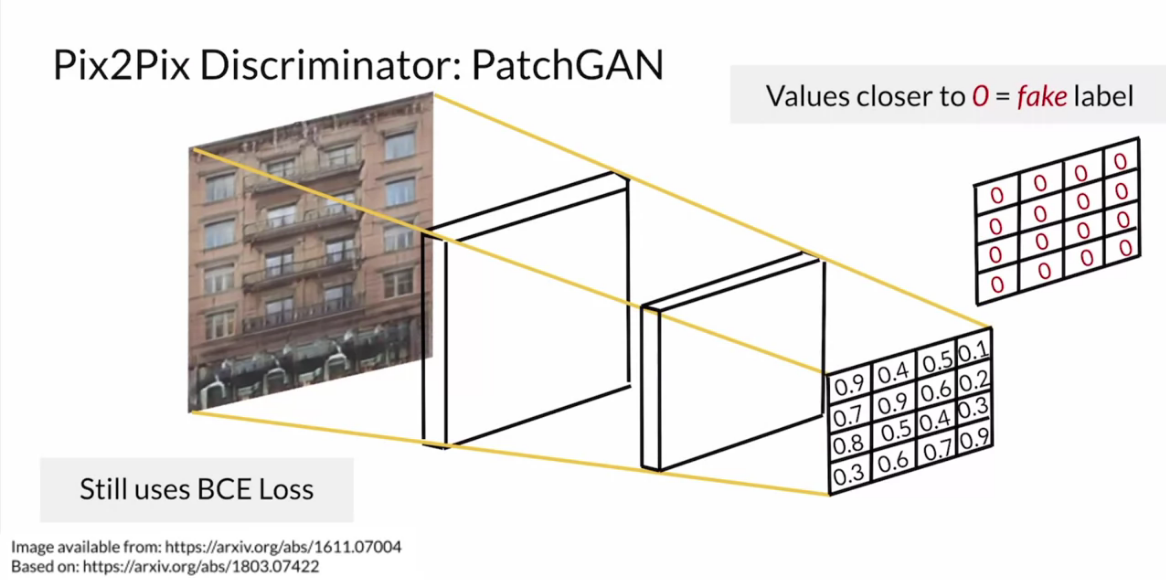 Pix2Pix Discriminator: PatchGAN
Values closer to 0 = fake label
0 0 0 0
0 0 0 0
0 0 0 0
0 0 0 0
0.9 0.4 0.5 0.1
0.7 0.9 0.6 0.2
0.8 0.5 0.4 0.3
0.3 0.6 0.7 0.9
Still uses BCE Loss
Image available from: https://arxiv.org/abs/1611.07004
Based on: https://arxiv.org/abs/1803.07422